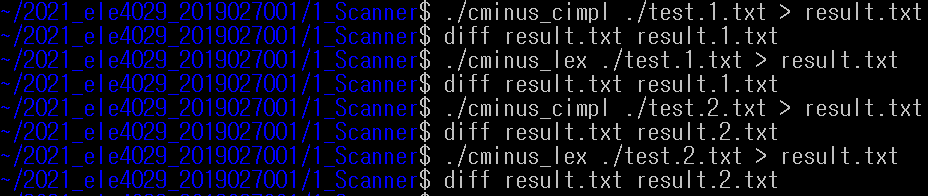 ~/2021_ele4029_2019027001/1_Scanner$ ./cminus_cimpl ./test.1.txt > result.txt
~/2021_ele4029_2019027001/1_Scanner$ diff result.txt result.1.txt
~/2021_ele4029_2019027001/1_Scanner$ ./cminus_lex ./test.1.txt > result.txt
~/2021_ele4029_2019027001/1_Scanner$ diff result.txt result.1.txt
~/2021_ele4029_2019027001/1_Scanner$ ./cminus_cimpl ./test.2.txt > result.txt
~/2021_ele4029_2019027001/1_Scanner$ diff result.txt result.2.txt
~/2021_ele4029_2019027001/1_Scanner$ ./cminus_lex ./test.2.txt > result.txt
~/2021_ele4029_2019027001/1_Scanner$ diff result.txt result.2.txt